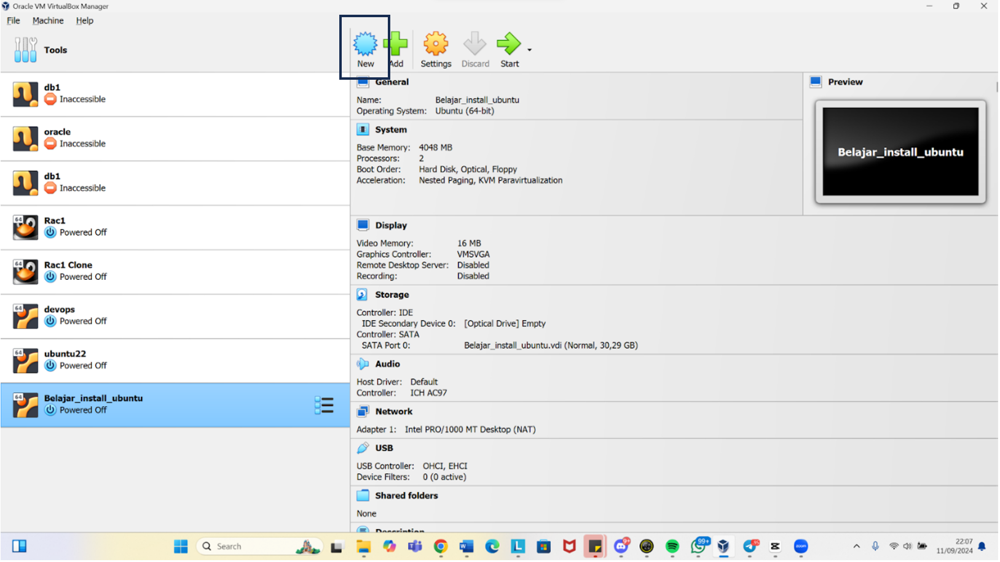 Oracle VM VirtualBox Manager
File Machine Help
Tools
New Add Settings Discard Start
db1
Inaccessible
oracle
Inaccessible
db1
Inaccessible
64
Rac1
Powered Off
64
Rac1 Clone
Powered Off
64
devops
Powered Off
64
ubuntu22
Powered Off
64
Belajar_install_ubuntu
Powered Off
General
Name: Belajar_install_ubuntu
Operating System: Ubuntu (64-bit)
System
Base Memory: 4048 MB
Processors: 2
Boot Order: Hard Disk, Optical, Floppy
Acceleration: Nested Paging, KVM Paravirtualization
Preview
Belajar_install_ubuntu
Display
Video Memory: 16 MB
Graphics Controller: VMSVGA
Remote Desktop Server: Disabled
Recording: Disabled
Storage
Controller: IDE
IDE Secondary Device 0: [Optical Drive] Empty
Controller: SATA
SATA Port 0: Belajar_install_ubuntu.vdi (Normal, 30,29 GB)
Audio
Host Driver: Default
Controller: ICH AC97
Network
Adapter 1: Intel PRO/1000 MT Desktop (NAT)
USB
USB Controller: OHCI, EHCI
Device Filters: 0 (0 active)
Shared folders
None
Description
Search
99+
zoom
22:07
11/09/2024